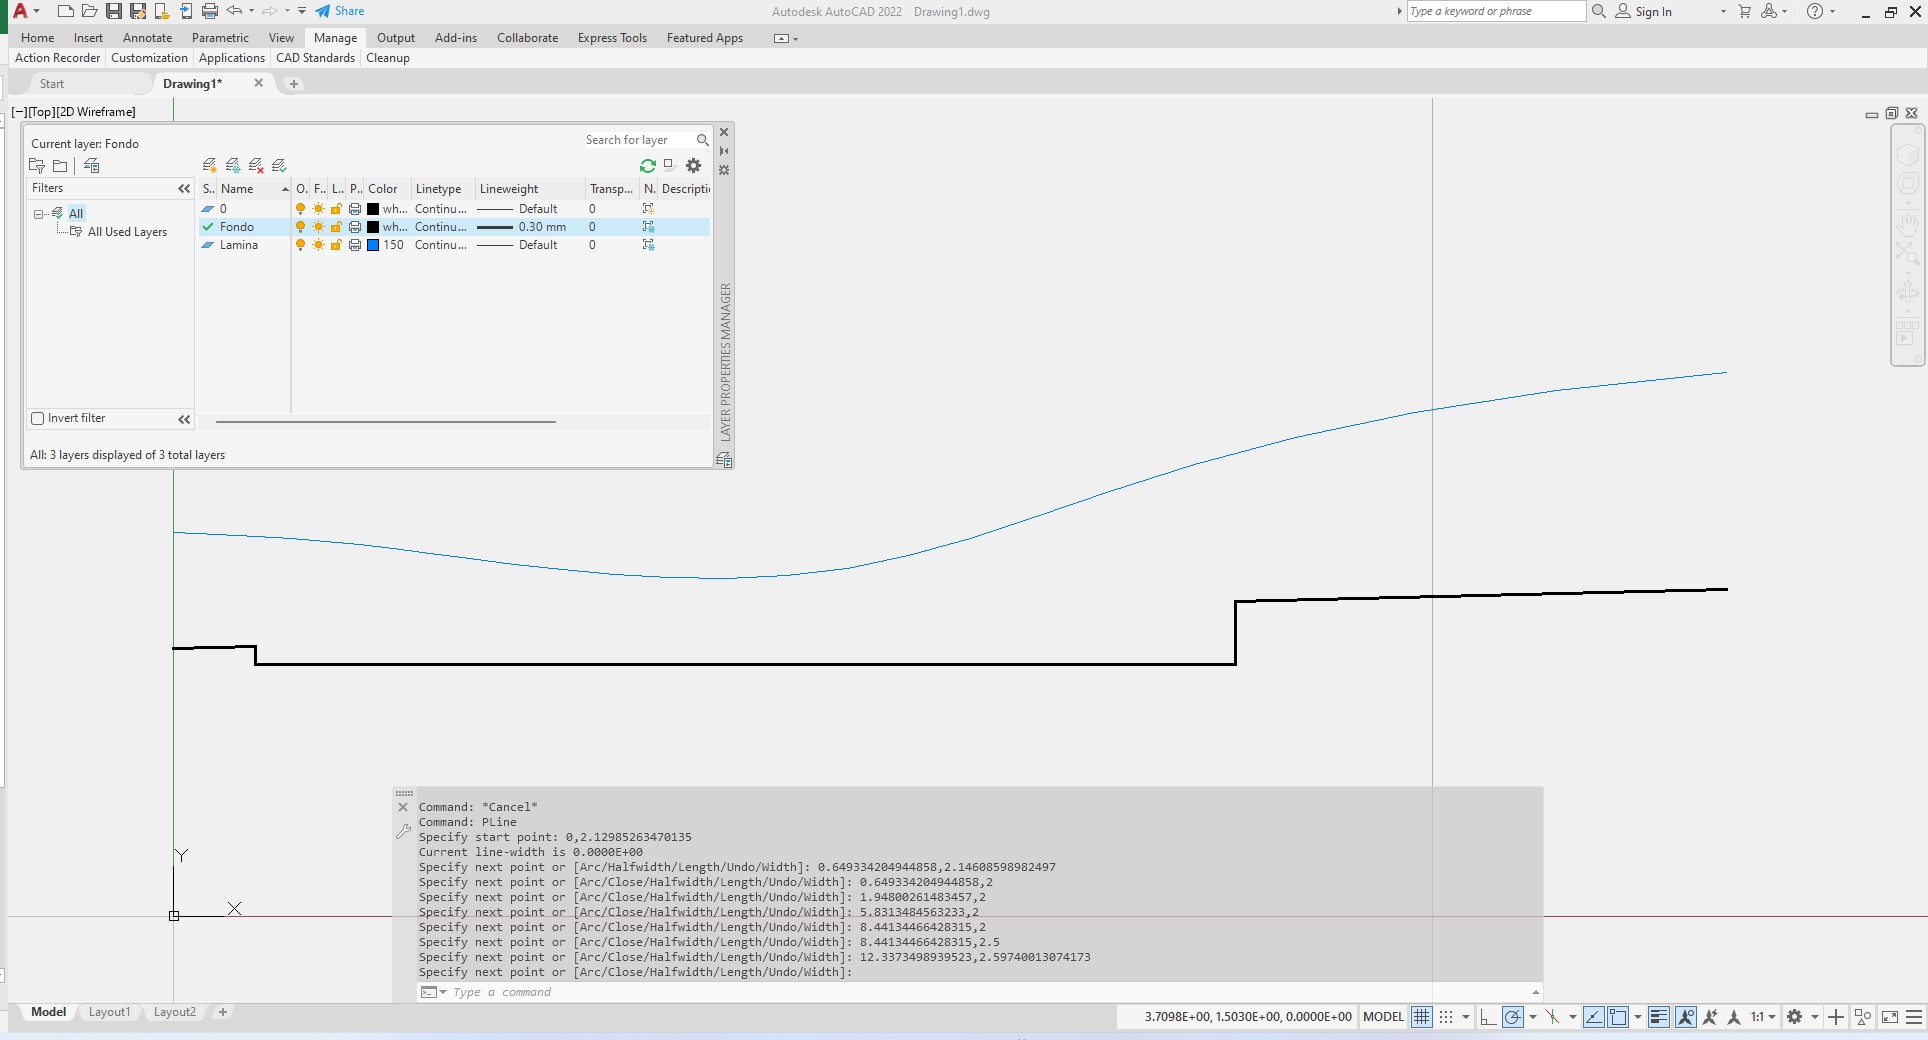 Share
Autodesk AutoCAD 2022 Drawing1.dwg
Type a keyword or phrase
Sign In
Home Insert Annotate Parametric View Manage Output Add-ins Collaborate Express Tools Featured Apps
Action Recorder Customization Applications CAD Standards Cleanup
Start Drawing1*
[−][Top][2D Wireframe]
Current layer: Fondo
Search for layer
Filters
S.. Name O. F.. L.. P.. Color Linetype Lineweight Transp... N. Descripti
All
All Used Layers
0 wh... Continu... Default 0
Fondo wh... Continu... 0.30 mm 0
Lamina 150 Continu... Default 0
Invert filter
All: 3 layers displayed of 3 total layers
LAYER PROPERTIES MANAGER
Y
X
Command: *Cancel*
Command: PLine
Specify start point: 0,2.12985263470135
Current line-width is 0.0000E+00
Specify next point or [Arc/Halfwidth/Length/Undo/Width]: 0.649334204944858,2.14608598982497
Specify next point or [Arc/Close/Halfwidth/Length/Undo/Width]: 0.649334204944858,2
Specify next point or [Arc/Close/Halfwidth/Length/Undo/Width]: 1.94800261483457,2
Specify next point or [Arc/Close/Halfwidth/Length/Undo/Width]: 5.8313484563233,2
Specify next point or [Arc/Close/Halfwidth/Length/Undo/Width]: 8.44134466428315,2
Specify next point or [Arc/Close/Halfwidth/Length/Undo/Width]: 8.44134466428315,2.5
Specify next point or [Arc/Close/Halfwidth/Length/Undo/Width]: 12.3373498939523,2.59740013074173
Specify next point or [Arc/Close/Halfwidth/Length/Undo/Width]:
Type a command
Model Layout1 Layout2 +
3.7098E+00, 1.5030E+00, 0.0000E+00 MODEL 1:1